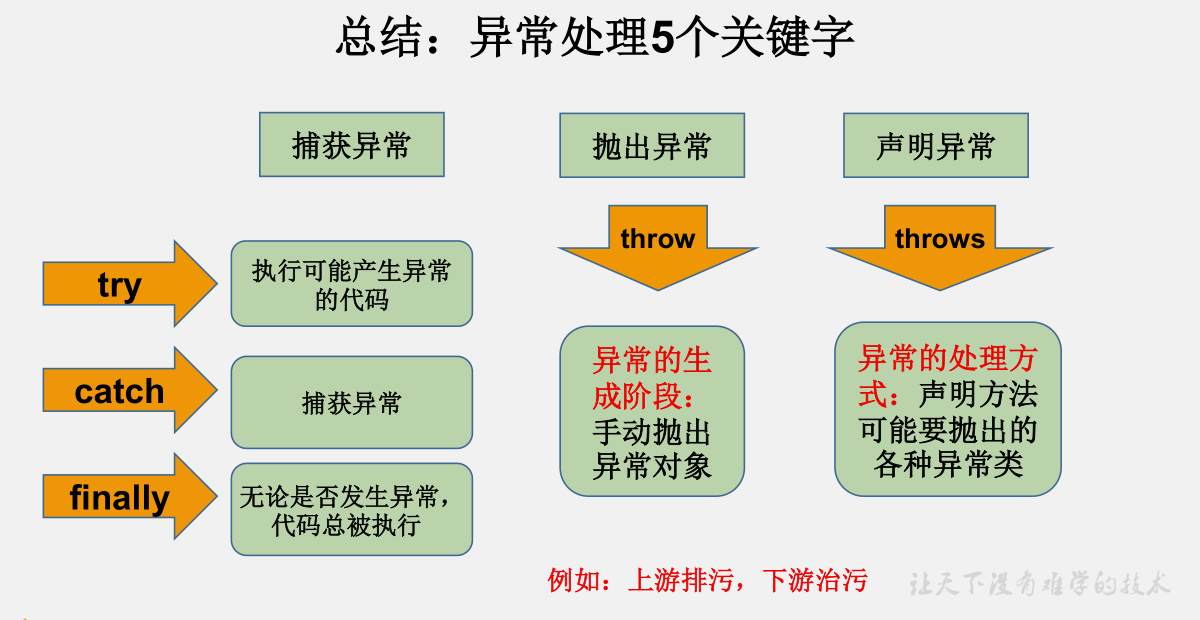 总结：异常处理5个关键字
捕获异常
抛出异常
声明异常
throw
throws
try
执行可能产生异常
的代码
catch
捕获异常
finally
无论是否发生异常，
代码总被执行
异常的生
成阶段：
手动抛出
异常对象
异常的处理方
式：声明方法
可能要抛出的
各种异常类
例如：上游排污，下游治污
让天下没有难学的技术